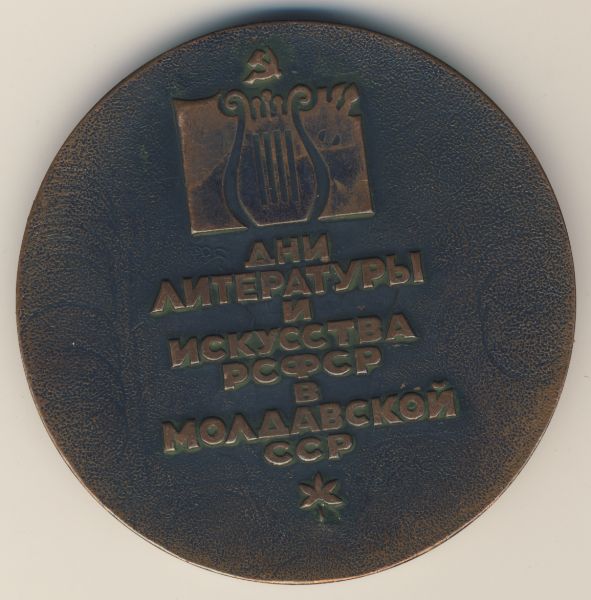 ДНИ
ЛИТЕРАТУРЫ
И
ИСКУССТВА
РСФСР
В
МОЛДАВСКОЙ
ССР